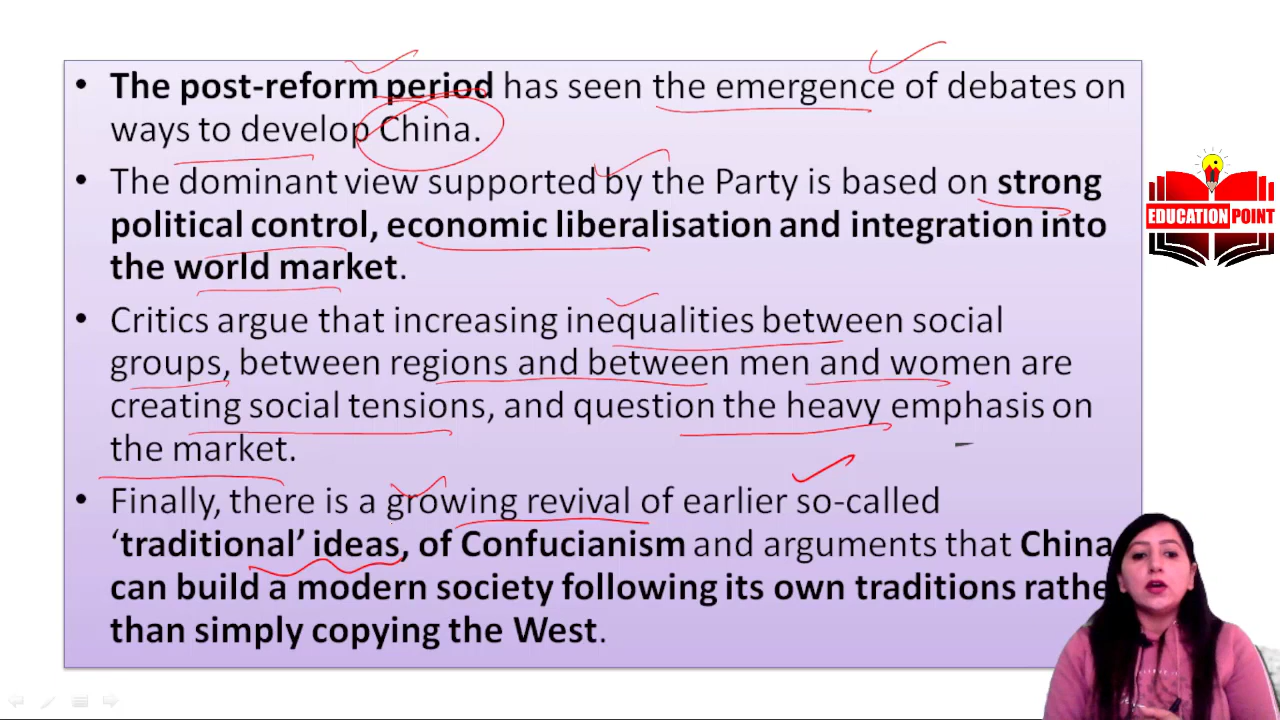 • The post-reform period has seen the emergence of debates on
ways to develop China.
• The dominant view supported by the Party is based on strong
political control, economic liberalisation and integration into
the world market.
• Critics argue that increasing inequalities between social
groups, between regions and between men and women are
creating social tensions, and question the heavy emphasis on
the market.
• Finally, there is a growing revival of earlier so-called
‘traditional’ ideas, of Confucianism and arguments that China
can build a modern society following its own traditions rathe
than simply copying the West.
EDUCATION POINT